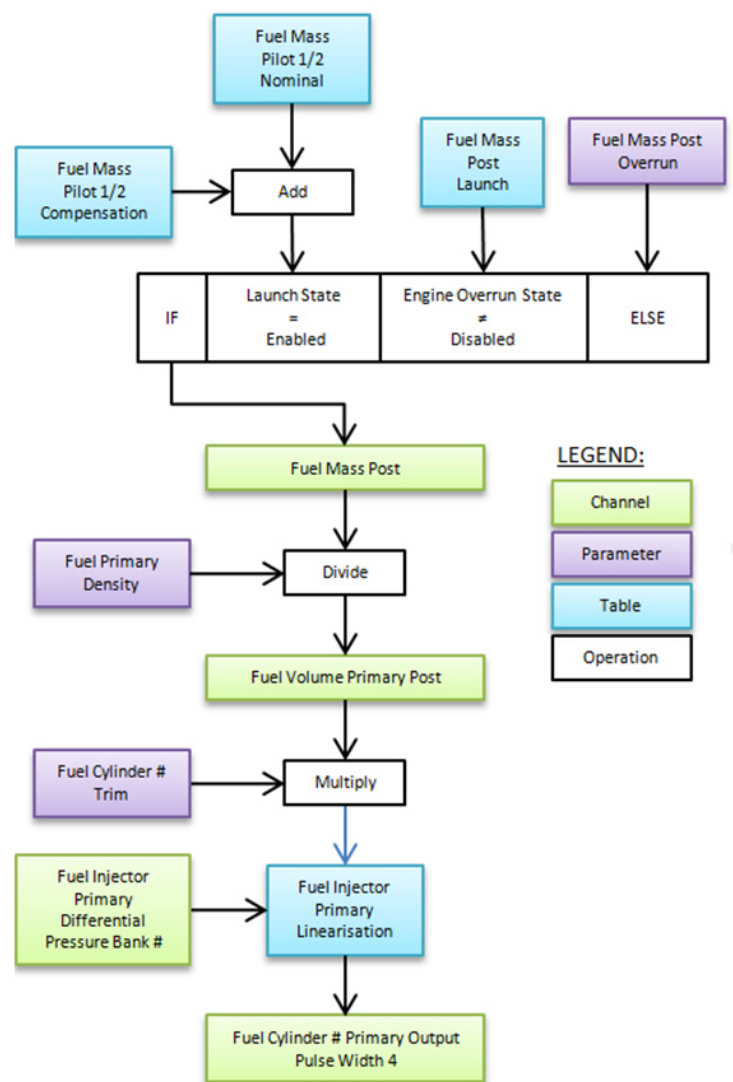 Fuel Mass
Pilot 1/2
Nominal
Fuel Mass
Pilot 1/2
Compensation
Add
Fuel Mass
Post
Launch
Fuel Mass Post
Overrun
IF
Launch State
=
Enabled
Engine Overrun State
≠
Disabled
ELSE
Fuel Mass Post
LEGEND:
Channel
Parameter
Table
Operation
Fuel Primary
Density
Divide
Fuel Volume Primary Post
Fuel Cylinder #
Trim
Multiply
Fuel Injector
Primary
Differential
Pressure Bank #
Fuel Injector
Primary
Linearisation
Fuel Cylinder # Primary Output
Pulse Width 4